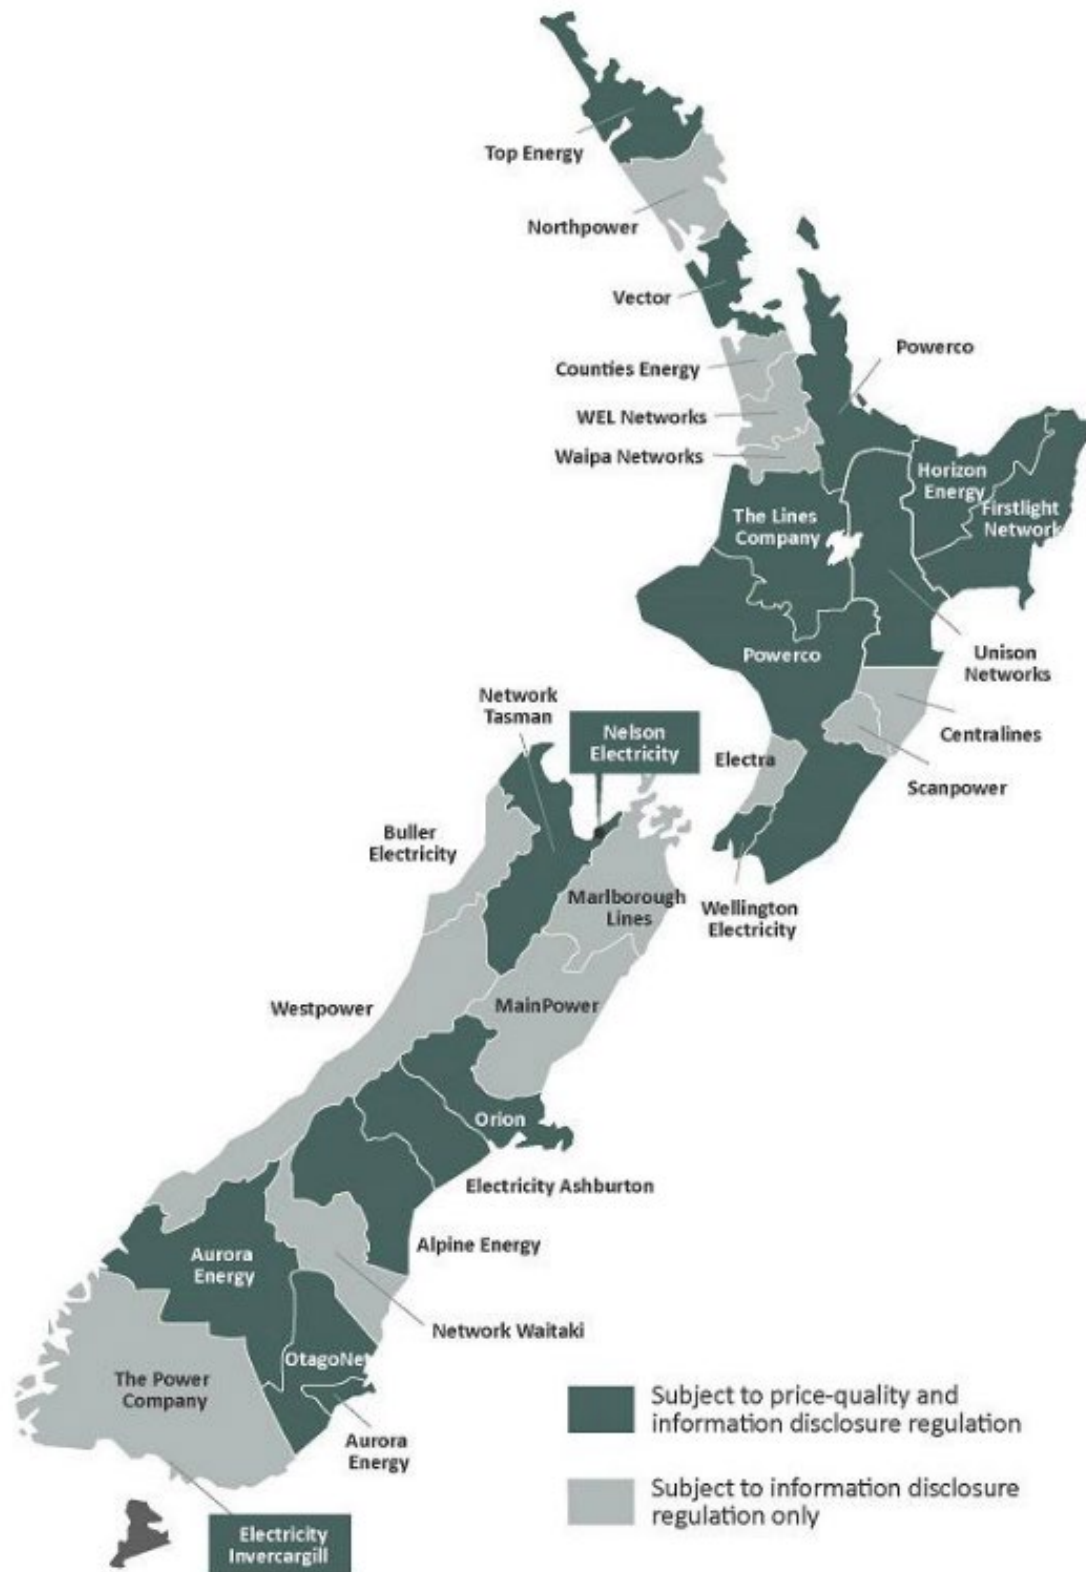 Top Energy
Northpower
Vector
Counties Energy
Powerco
WEL Networks
Waipa Networks
Horizon
Energy
Firstlight
Network
The Lines
Company
Powerco
Unison
Networks
Centralines
Scanpower
Electra
Wellington
Electricity
Network
Tasman
Nelson
Electricity
Buller
Electricity
Marlborough
Lines
Westpower
MainPower
Orion
Electricity Ashburton
Alpine Energy
Aurora
Energy
Network Waitaki
OtagoNet
The Power
Company
Aurora
Energy
Electricity
Invercargill
Subject to price-quality and
information disclosure regulation
Subject to information disclosure
regulation only